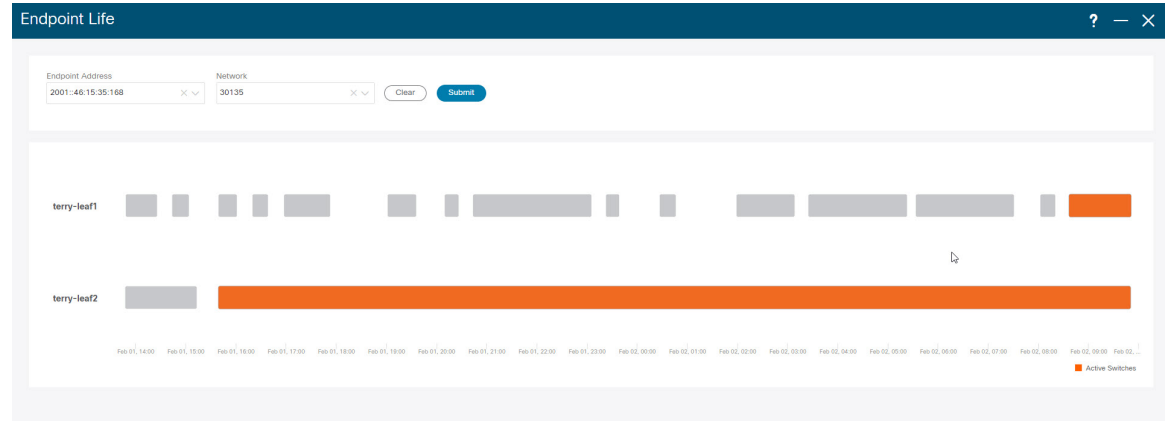 Endpoint Life ? — ×
Endpoint Address Network
2001::46:15:35:168 30135 Clear Submit
terry-leaf1
terry-leaf2
Feb 01, 14:00 Feb 01, 15:00 Feb 01, 16:00 Feb 01, 17:00 Feb 01, 18:00 Feb 01, 19:00 Feb 01, 20:00 Feb 01, 21:00 Feb 01, 22:00 Feb 01, 23:00 Feb 02, 00:00 Feb 02, 01:00 Feb 02, 02:00 Feb 02, 03:00 Feb 02, 04:00 Feb 02, 05:00 Feb 02, 06:00 Feb 02, 07:00 Feb 02, 08:00 Feb 02, 09:00 Feb 02, ...
Active Switches